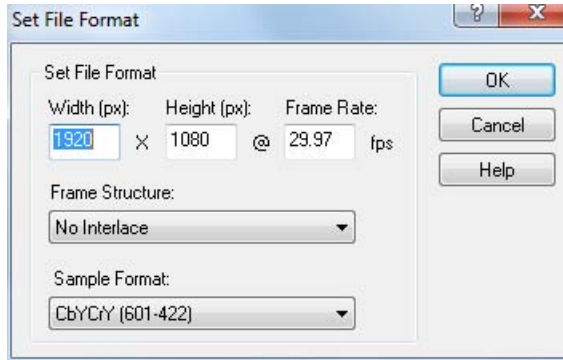 Set File Format
Set File Format
Width (px): Height (px): Frame Rate:
1920 X 1080 @ 29.97 fps
Frame Structure:
No Interlace
Sample Format:
CbYCrY (601-422)
OK
Cancel
Help